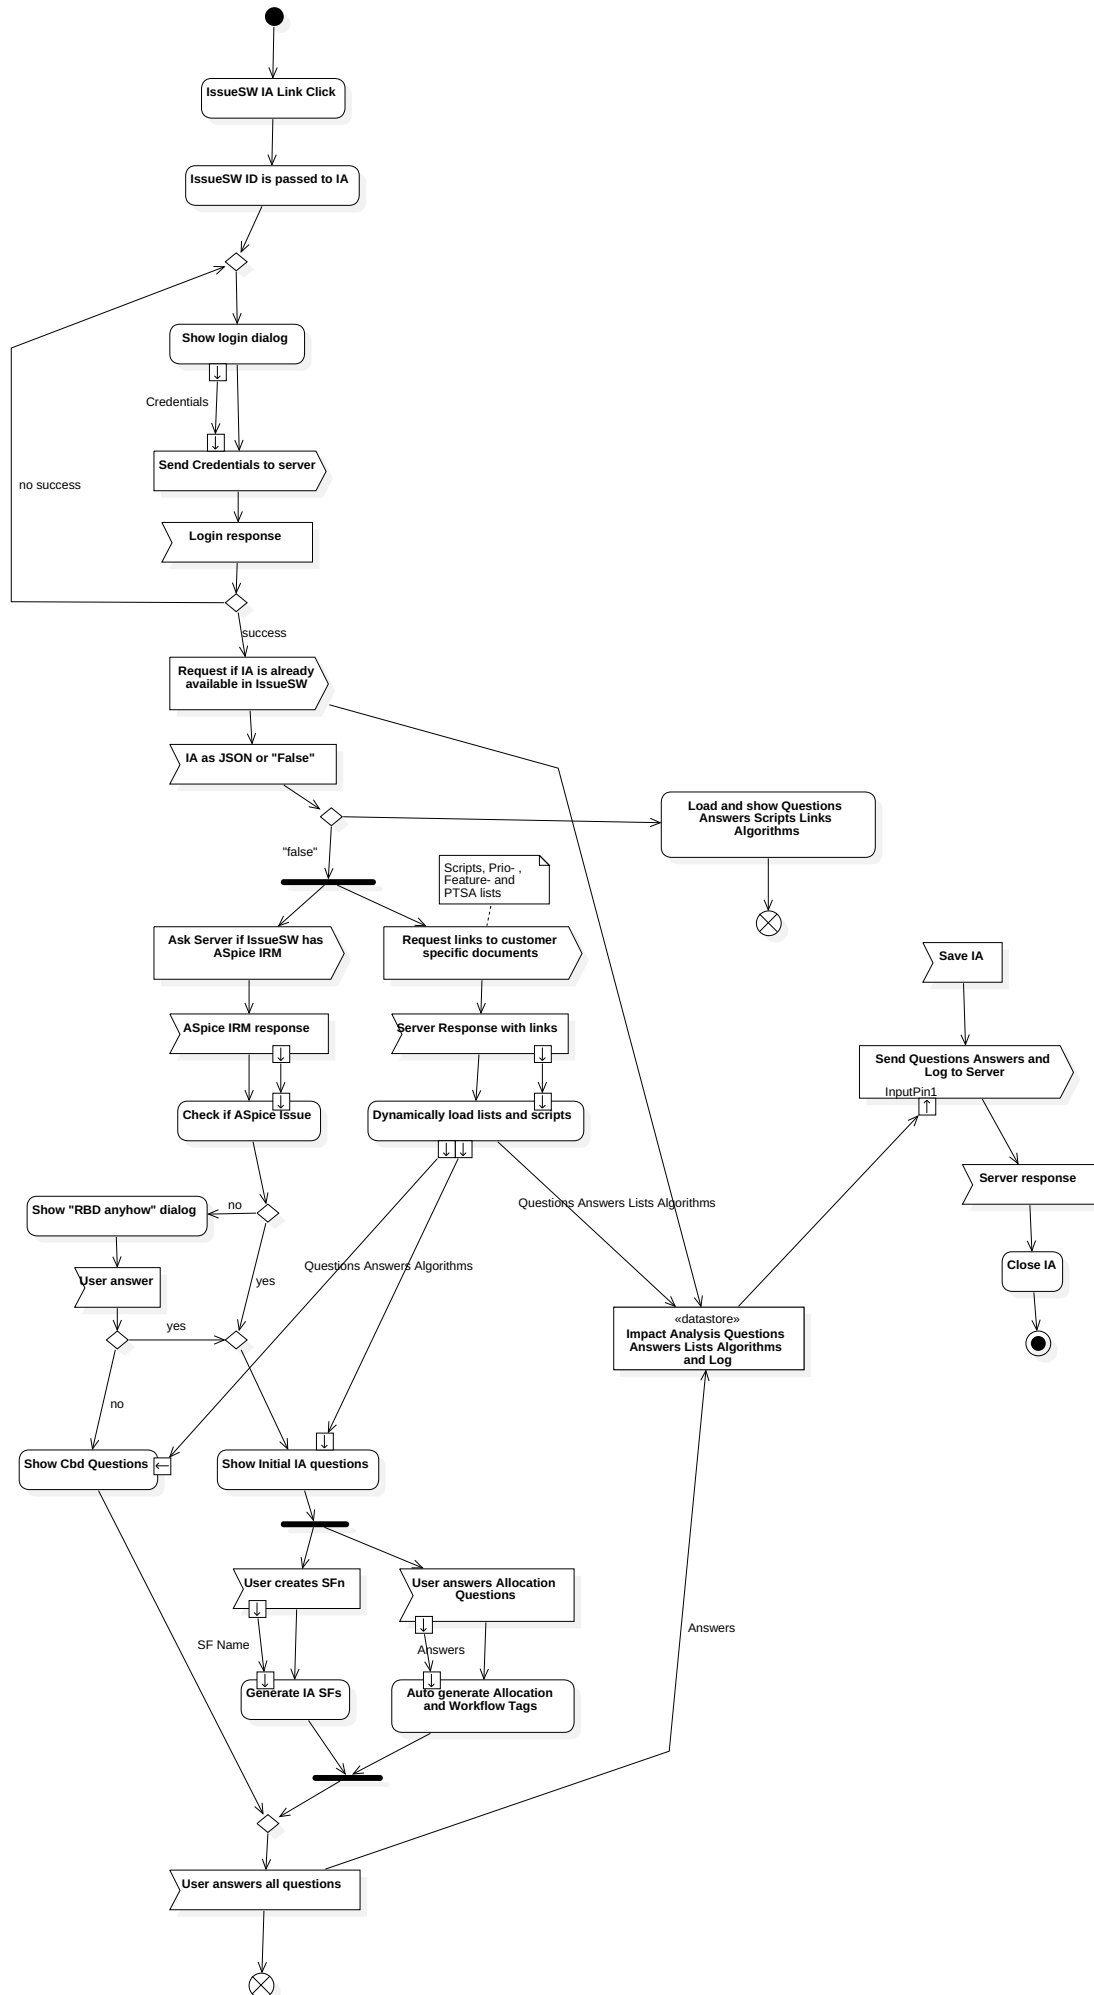 IssueSW IA Link Click
IssueSW ID is passed to IA
Show login dialog
Credentials
Send Credentials to server
no success
Login response
success
Request if IA is already
available in IssueSW
IA as JSON or "False"
Load and show Questions
Answers Scripts Links
Algorithms
"false"
Scripts, Prio- ,
Feature- and
PTSA lists
Ask Server if IssueSW has
ASpice IRM
Request links to customer
specific documents
Save IA
ASpice IRM response
Server Response with links
Send Questions Answers and
Log to Server
InputPin1
Check if ASpice Issue
Dynamically load lists and scripts
Server response
Show "RBD anyhow" dialog
no
Questions Answers Lists Algorithms
User answer
yes
Questions Answers Algorithms
Close IA
yes
«datastore»
Impact Analysis Questions
Answers Lists Algorithms
and Log
no
Show Cbd Questions
Show Initial IA questions
User creates SFn
User answers Allocation
Questions
SF Name
Answers
Answers
Generate IA SFs
Auto generate Allocation
and Workflow Tags
User answers all questions